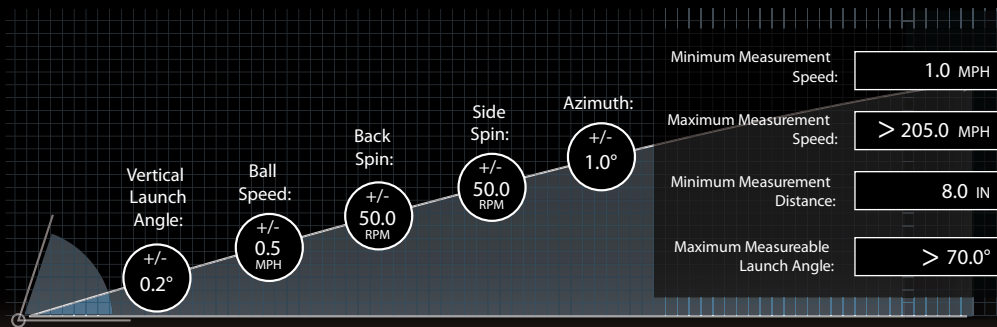 Vertical
Launch
Angle:
+/-
0.2°
Ball
Speed:
+/-
0.5
MPH
Back
Spin:
+/-
50.0
RPM
Side
Spin:
+/-
50.0
RPM
Azimuth:
+/-
1.0°
Minimum Measurement
Speed:
1.0 MPH
Maximum Measurement
Speed:
> 205.0 MPH
Minimum Measurement
Distance:
8.0 IN
Maximum Measureable
Launch Angle:
> 70.0°